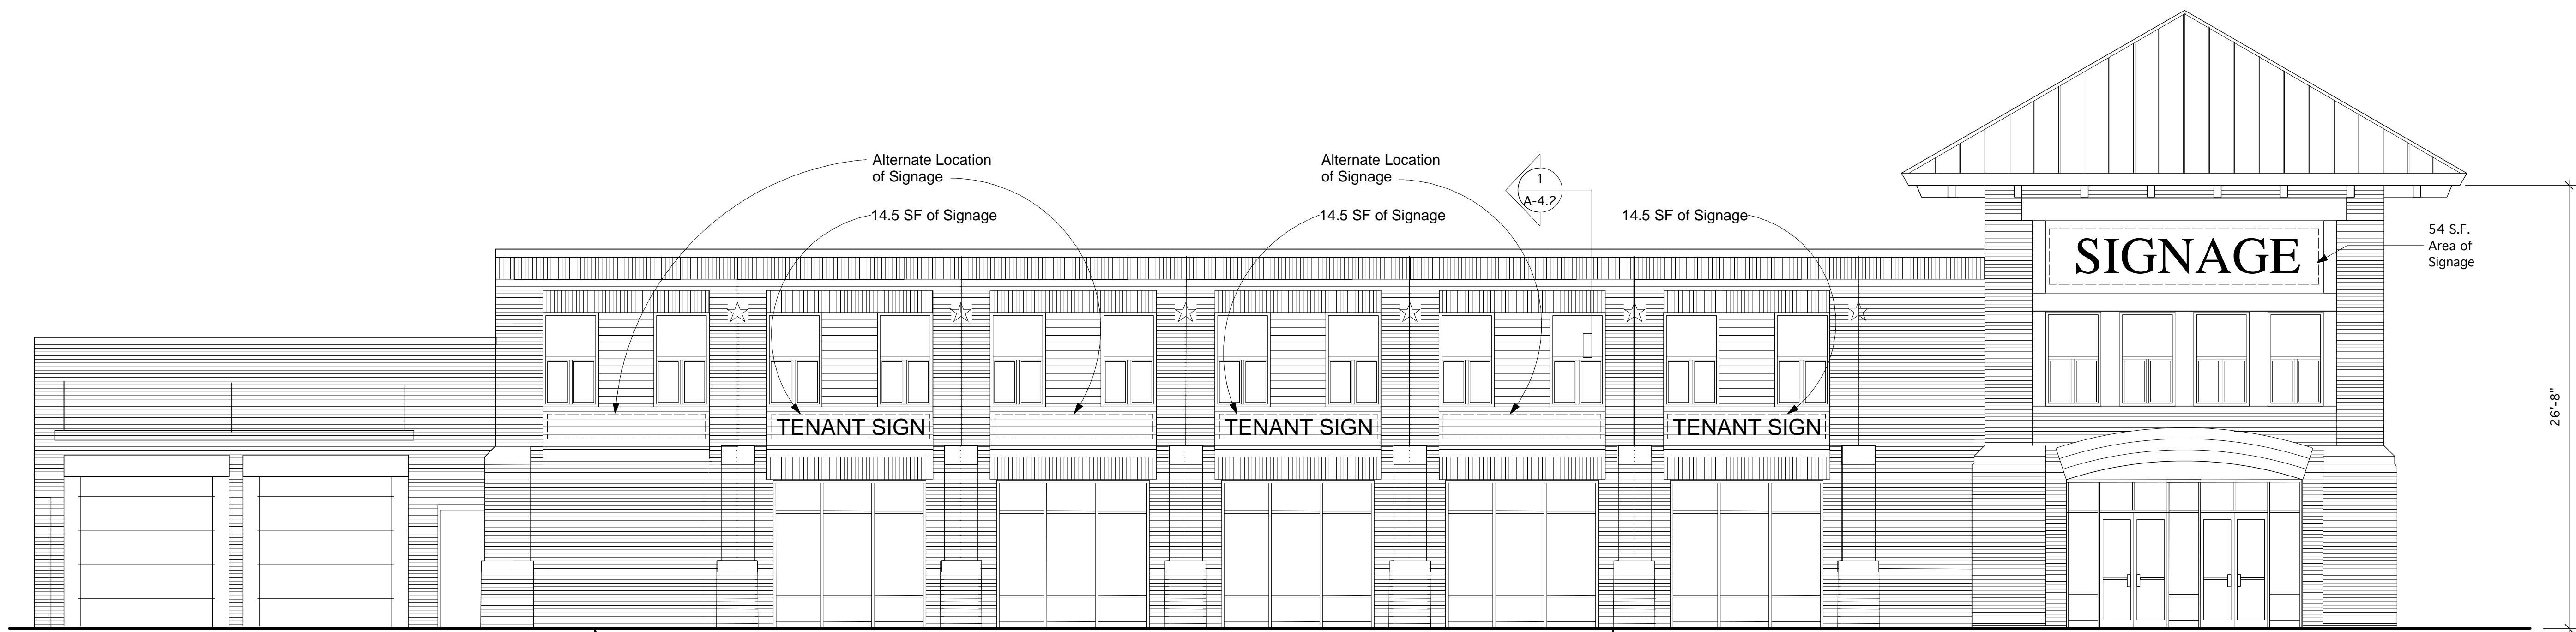 Alternate Location
of Signage
14.5 SF of Signage
Alternate Location
of Signage
14.5 SF of Signage
1
A-4.2
14.5 SF of Signage
SIGNAGE
54 S.F.
Area of
Signage
26'-8"
TENANT SIGN
TENANT SIGN
TENANT SIGN